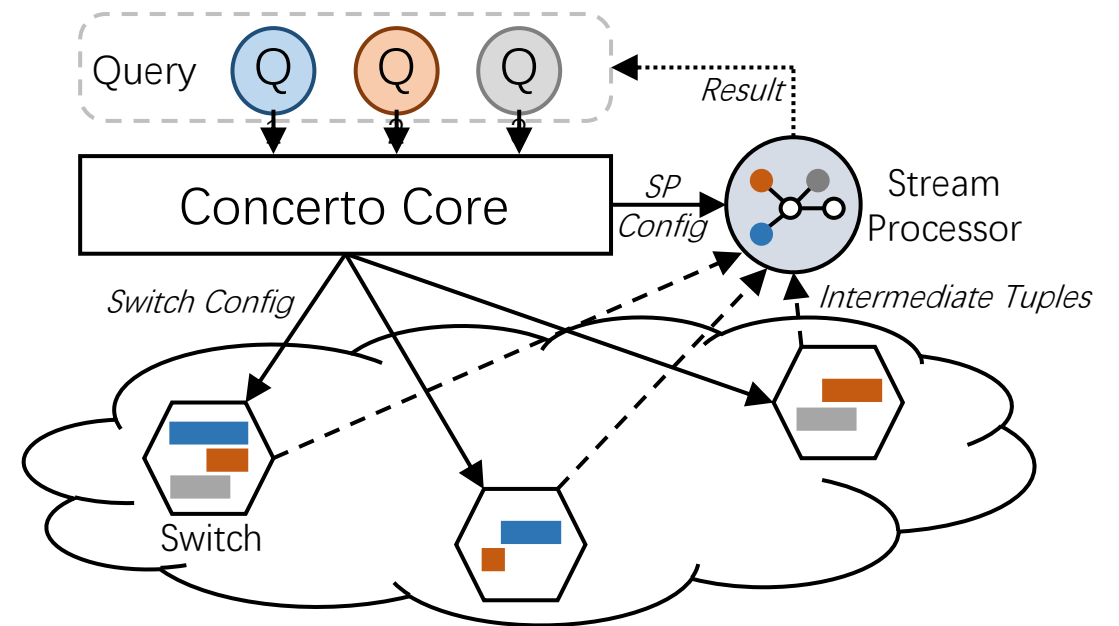 Query
Q
Q
Q
Result
Concerto Core
SP
Config
Stream
Processor
Switch Config
Intermediate Tuples
Switch